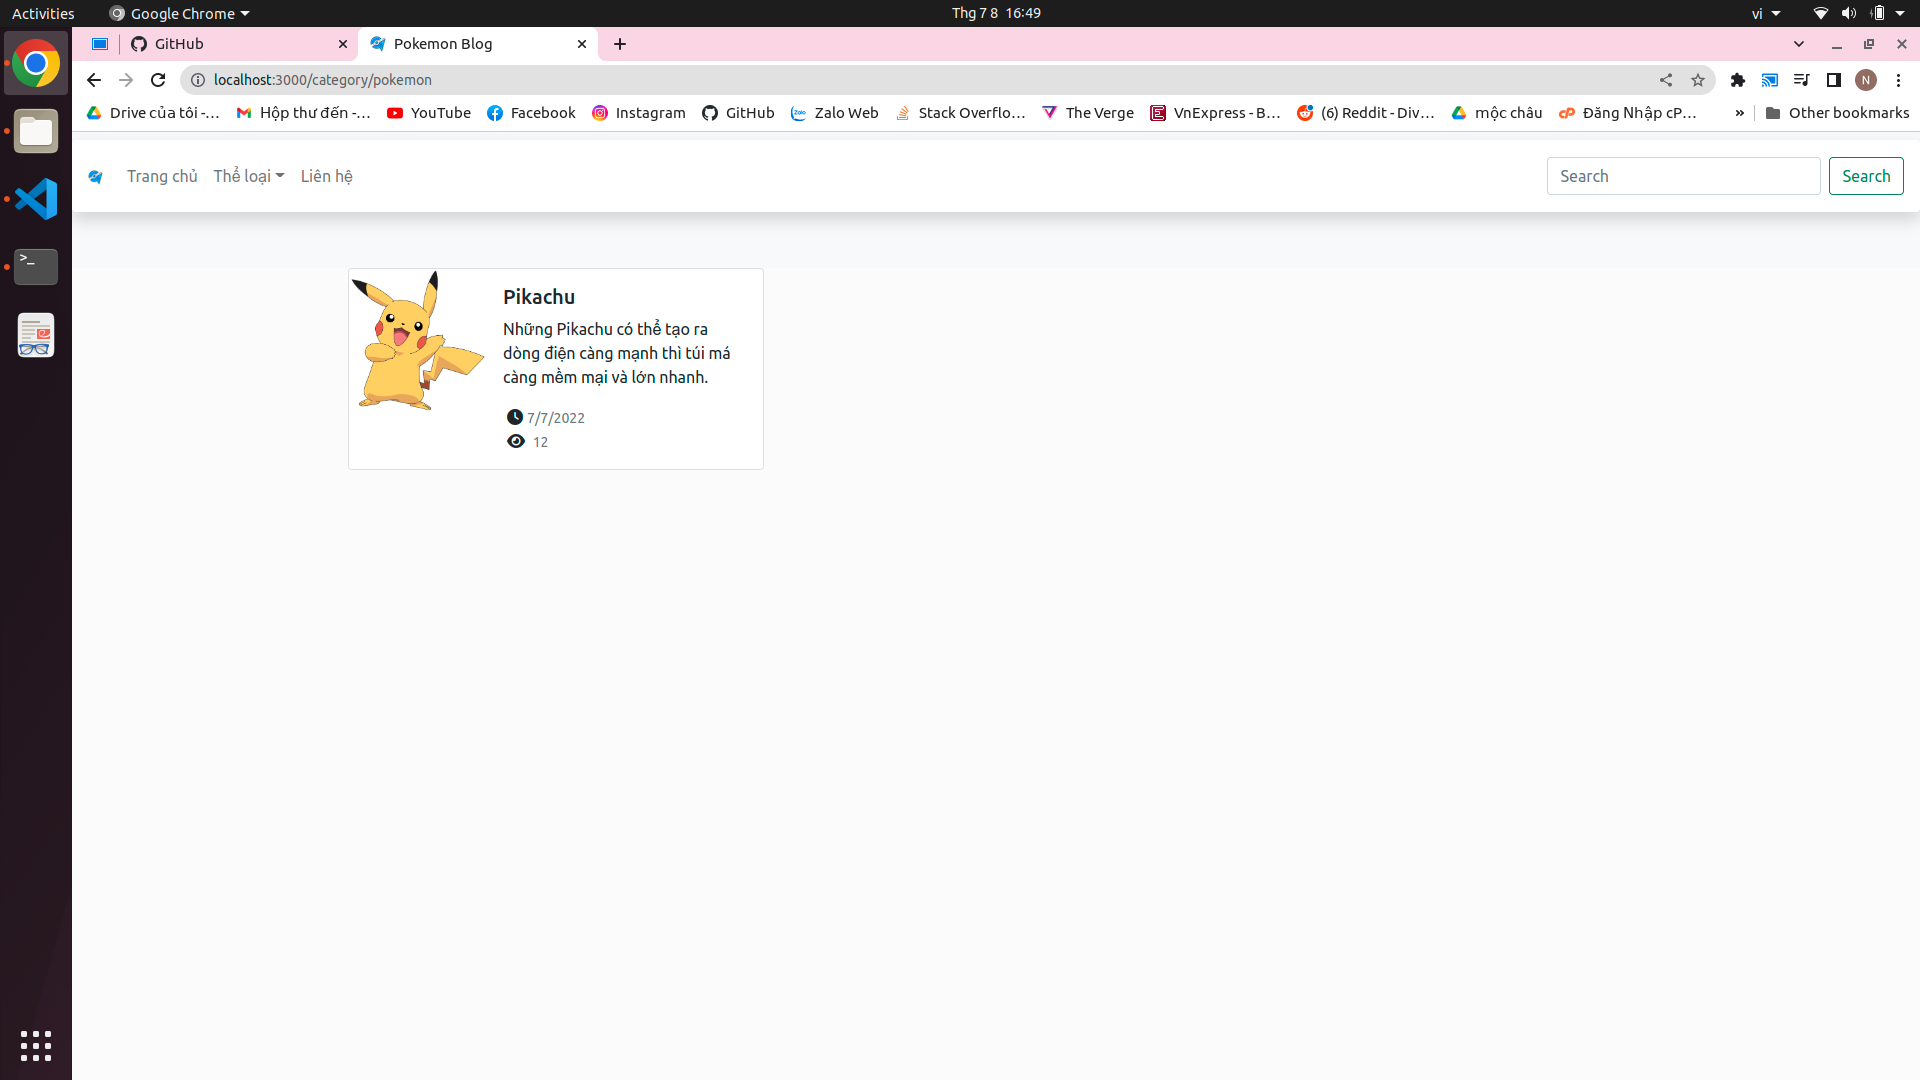 Activities
Google Chrome
Thg 7 8 16:49
vi
GitHub
Pokemon Blog
localhost:3000/category/pokemon
N
Drive của tôi -...
Hộp thư đến -...
YouTube
Facebook
Instagram
GitHub
Zalo Web
Stack Overflo...
The Verge
VnExpress - B...
(6) Reddit - Div...
mộc châu
Đăng Nhập cP...
»
Other bookmarks
Trang chủ
Thể loại
Liên hệ
Search
Search
Pikachu
Những Pikachu có thể tạo ra
dòng điện càng mạnh thì túi má
càng mềm mại và lớn nhanh.
7/7/2022
12